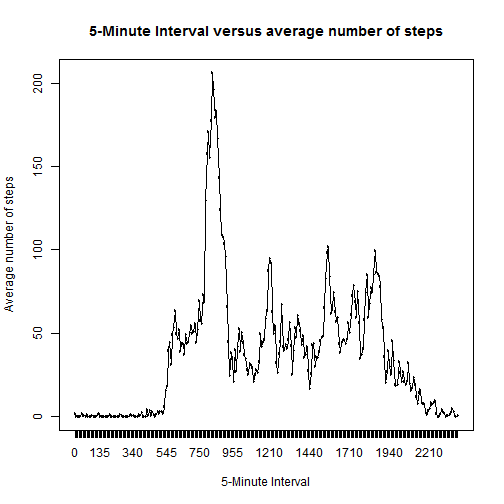 5-Minute Interval versus average number of steps
Average number of steps
200
150
100
50
0
0 135 340 545 750 955 1210 1440 1710 1940 2210
5-Minute Interval